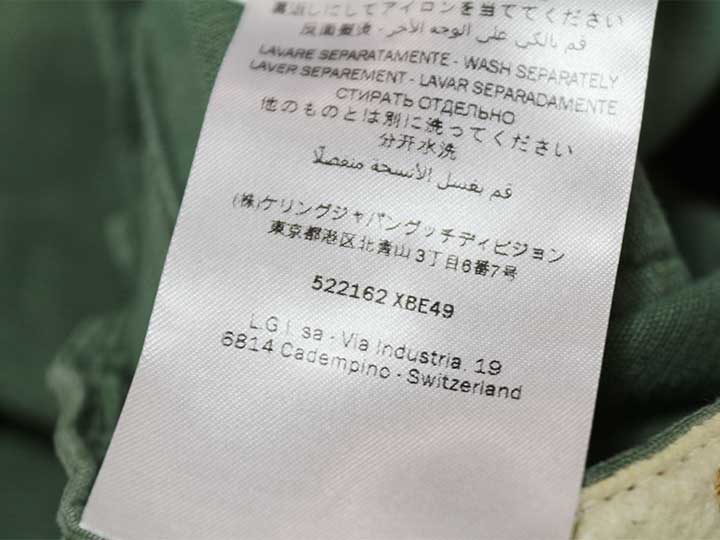 裏返しにしてアイロンを当ててください
反面熨烫 - قم بالكي على الوجه الآخر
LAVARE SEPARATAMENTE - WASH SEPARATELY
LAVER SEPAREMENT - LAVAR SEPARADAMENTE
СТИРАТЬ ОТДЕЛЬНО
他のものとは別に洗ってください
分开水洗
قم بغسل الأنسجة منفصلًا
(株)ケリングジャパングッチディビジョン
東京都港区北青山3丁目6番7号
522162 XBE49
L.G.I. sa - Via Industria, 19
6814 Cadempino - Switzerland